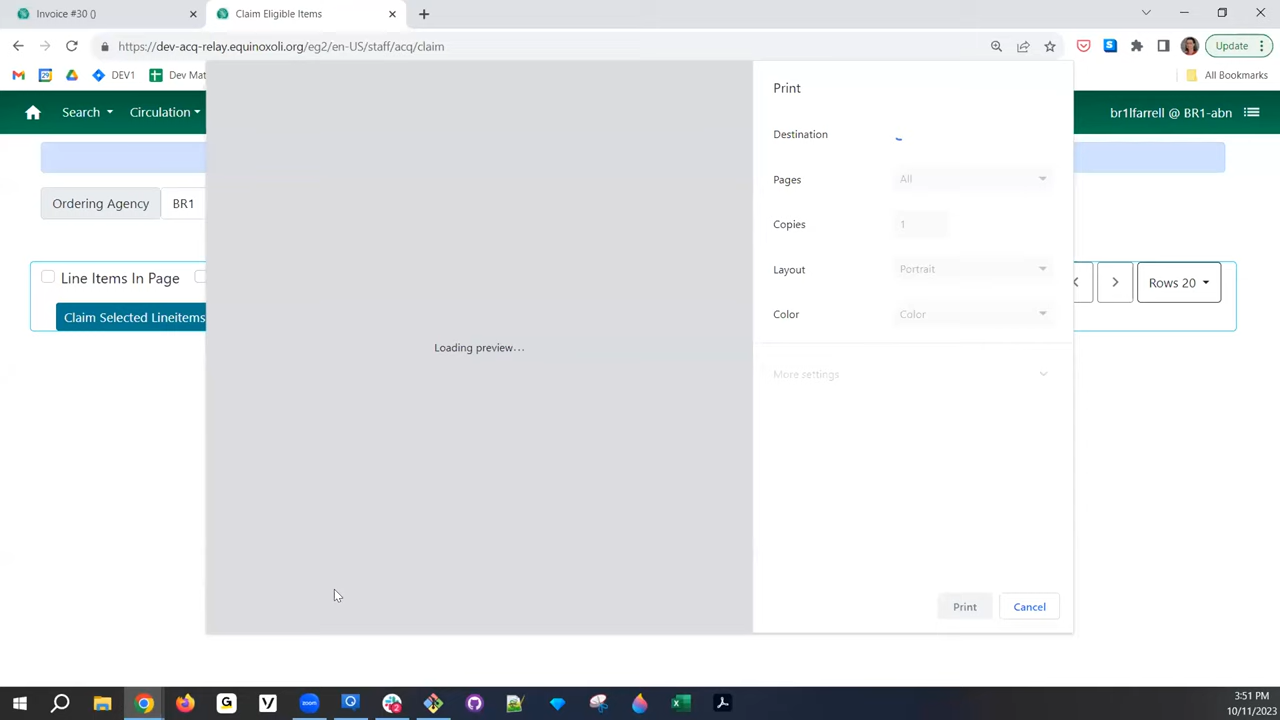 Invoice #30 ()
Claim Eligible Items
https://dev-acq-relay.equinoxoli.org/eg2/en-US/staff/acq/claim
Update
DEV1
Dev Mat
All Bookmarks
Search
Circulation
br1lfarrell @ BR1-abn
Print
Destination
Pages
All
Ordering Agency
BR1
Copies
1
Layout
Portrait
Line Items In Page
Rows 20
Claim Selected Lineitems
Color
Color
Loading preview...
More settings
Print
Cancel
zoom
3:51 PM
10/11/2023